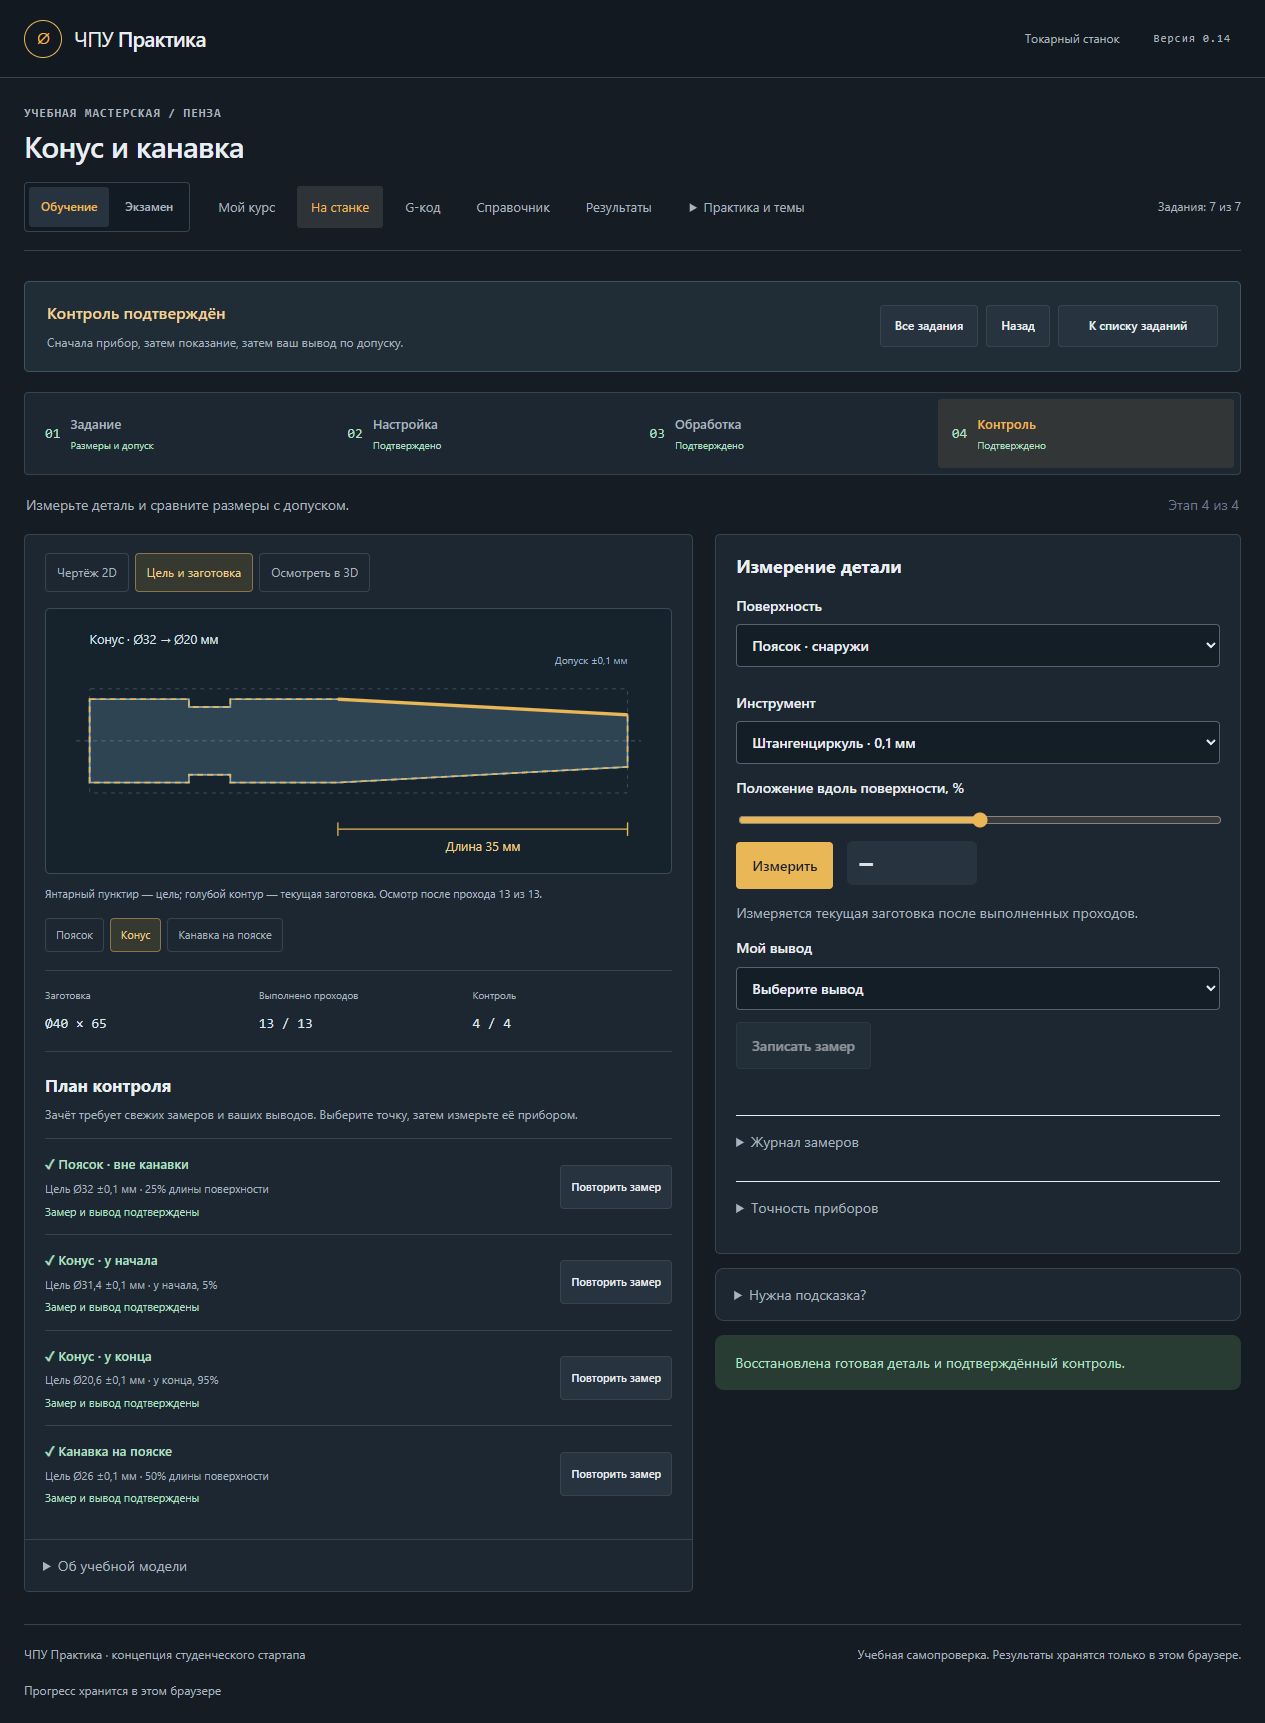 Ø ЧПУ Практика
Токарный станок
Версия 0.14
УЧЕБНАЯ МАСТЕРСКАЯ / ПЕНЗА
Конус и канавка
Обучение
Экзамен
Мой курс
На станке
G-код
Справочник
Результаты
▶ Практика и темы
Задания: 7 из 7
Контроль подтверждён
Сначала прибор, затем показание, затем ваш вывод по допуску.
Все задания
Назад
К списку заданий
01 Задание
Размеры и допуск
02 Настройка
Подтверждено
03 Обработка
Подтверждено
04 Контроль
Подтверждено
Измерьте деталь и сравните размеры с допуском.
Этап 4 из 4
Чертёж 2D
Цель и заготовка
Осмотреть в 3D
Конус · Ø32 → Ø20 мм
Допуск ±0,1 мм
Длина 35 мм
Янтарный пунктир — цель; голубой контур — текущая заготовка. Осмотр после прохода 13 из 13.
Поясок
Конус
Канавка на пояске
Заготовка
Ø40 × 65
Выполнено проходов
13 / 13
Контроль
4 / 4
План контроля
Зачёт требует свежих замеров и ваших выводов. Выберите точку, затем измерьте её прибором.
✓ Поясок · вне канавки
Цель Ø32 ±0,1 мм · 25% длины поверхности
Замер и вывод подтверждены
Повторить замер
✓ Конус · у начала
Цель Ø31,4 ±0,1 мм · у начала, 5%
Замер и вывод подтверждены
Повторить замер
✓ Конус · у конца
Цель Ø20,6 ±0,1 мм · у конца, 95%
Замер и вывод подтверждены
Повторить замер
✓ Канавка на пояске
Цель Ø26 ±0,1 мм · 50% длины поверхности
Замер и вывод подтверждены
Повторить замер
▶ Об учебной модели
Измерение детали
Поверхность
Поясок · снаружи
Инструмент
Штангенциркуль · 0,1 мм
Положение вдоль поверхности, %
Измерить
—
Измеряется текущая заготовка после выполненных проходов.
Мой вывод
Выберите вывод
Записать замер
▶ Журнал замеров
▶ Точность приборов
▶ Нужна подсказка?
Восстановлена готовая деталь и подтверждённый контроль.
ЧПУ Практика · концепция студенческого стартапа
Учебная самопроверка. Результаты хранятся только в этом браузере.
Прогресс хранится в этом браузере